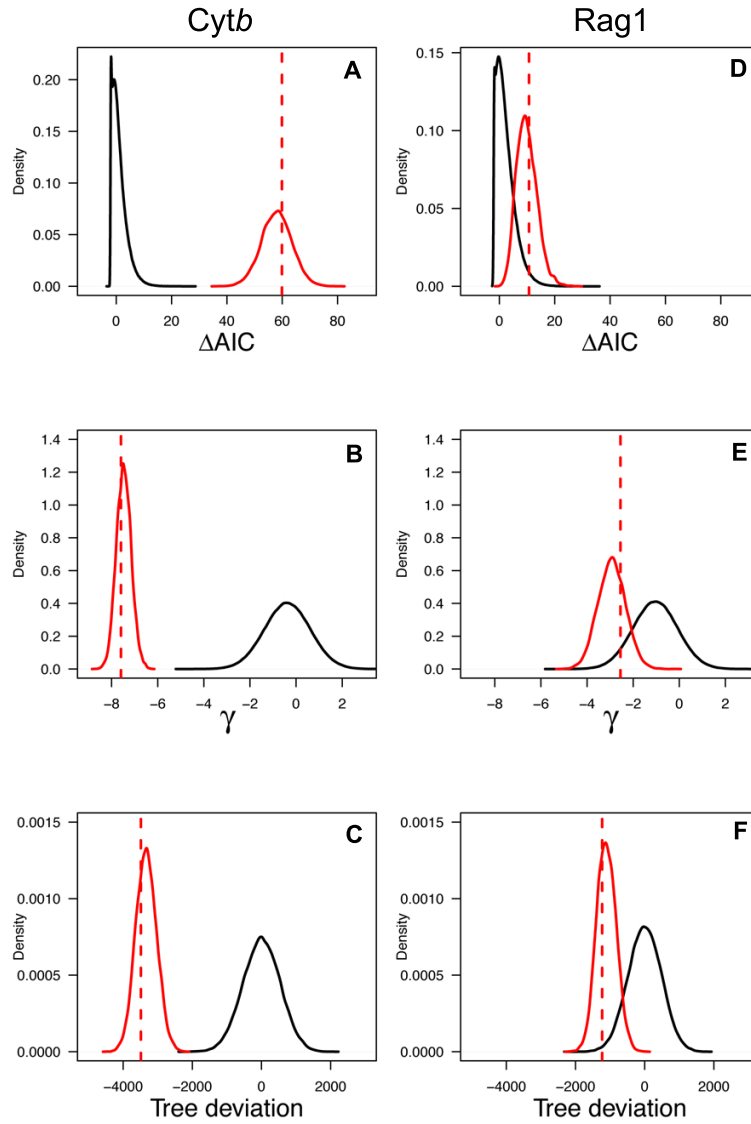 Cytb Rag1
A D
Density 0.00 0.05 0.10 0.15 0.20
Density 0.00 0.05 0.10 0.15
0 20 40 60 80
0 20 40 60 80
ΔAIC ΔAIC
B E
Density 0.0 0.2 0.4 0.6 0.8 1.0 1.2 1.4
Density 0.0 0.2 0.4 0.6 0.8 1.0 1.2 1.4
−8 −6 −4 −2 0 2
−8 −6 −4 −2 0 2
γ γ
C F
Density 0.0000 0.0005 0.0010 0.0015
Density 0.0000 0.0005 0.0010 0.0015
−4000 −2000 0 2000
−4000 −2000 0 2000
Tree deviation Tree deviation